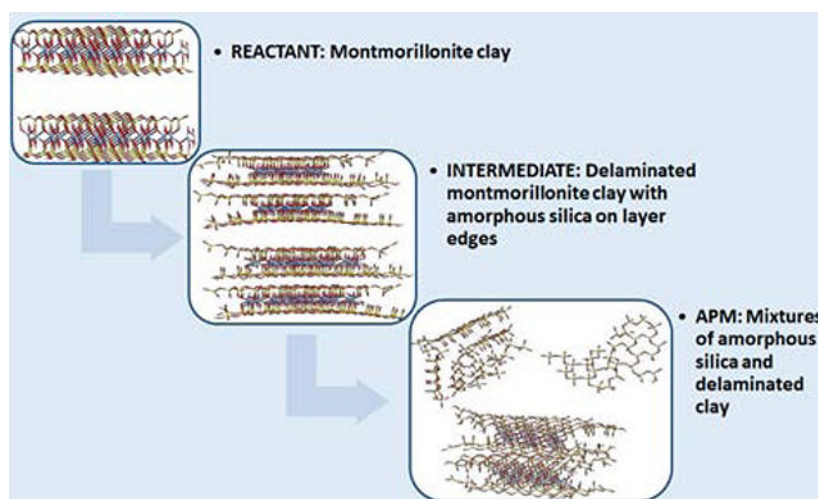 • REACTANT: Montmorillonite clay
• INTERMEDIATE: Delaminated
montmorillonite clay with
amorphous silica on layer
edges
• APM: Mixtures
of amorphous
silica and
delaminated
clay